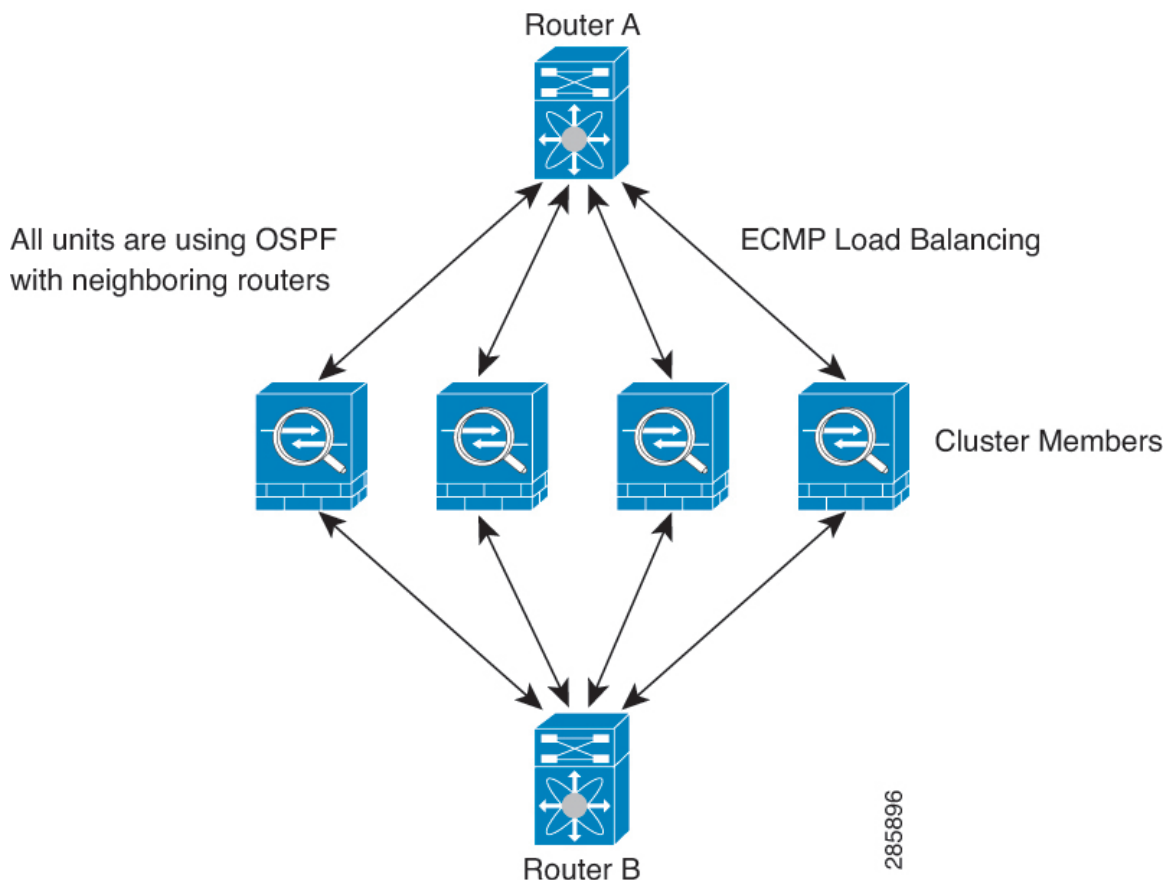 Router A
All units are using OSPF
with neighboring routers
ECMP Load Balancing
Cluster Members
Router B
285896